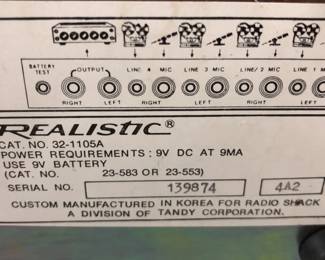 BATTERY TEST
OUTPUT
LINE 4 MIC
LINE 3 MIC
LINE/2 MIC
LINE 1
RIGHT LEFT RIGHT LEFT RIGHT LEFT
REALISTIC®
CAT. NO. 32-1105A
POWER REQUIREMENTS : 9V DC AT 9MA
USE 9V BATTERY
(CAT. NO. 23-583 OR 23-553)
SERIAL NO. 139874 4A2
CUSTOM MANUFACTURED IN KOREA FOR RADIO SHACK
A DIVISION OF TANDY CORPORATION.